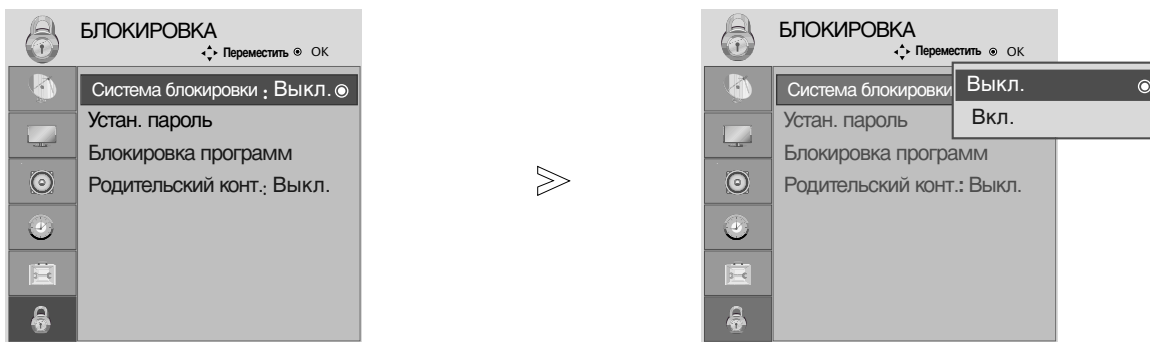 БЛОКИРОВКА
Переместить OK
Система блокировки : Выкл.
Устан. пароль
Блокировка программ
Родительский конт.: Выкл.
БЛОКИРОВКА
Переместить OK
Система блокировки
Выкл.
Вкл.
Устан. пароль
Блокировка программ
Родительский конт.: Выкл.